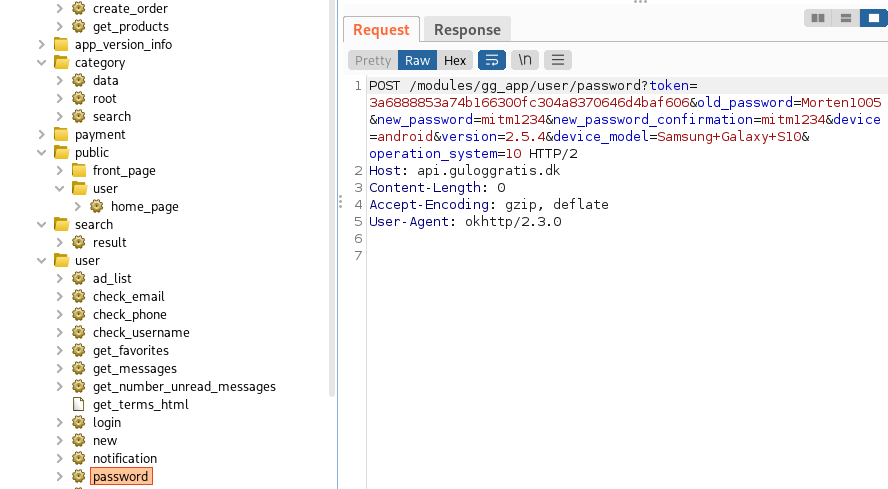 create_order
get_products
app_version_info
category
data
root
search
payment
public
front_page
user
home_page
search
result
user
ad_list
check_email
check_phone
check_username
get_favorites
get_messages
get_number_unread_messages
get_terms_html
login
new
notification
password
Request Response
Pretty Raw Hex \n
1 POST /modules/gg_app/user/password?token=
3a6888853a74b166300fc304a8370646d4baf606&old_password=Morten1005
&new_password=mitm1234&new_password_confirmation=mitm1234&device
=android&version=2.5.4&device_model=Samsung+Galaxy+S10&
operation_system=10 HTTP/2
2 Host: api.guloggratis.dk
3 Content-Length: 0
4 Accept-Encoding: gzip, deflate
5 User-Agent: okhttp/2.3.0
6
7